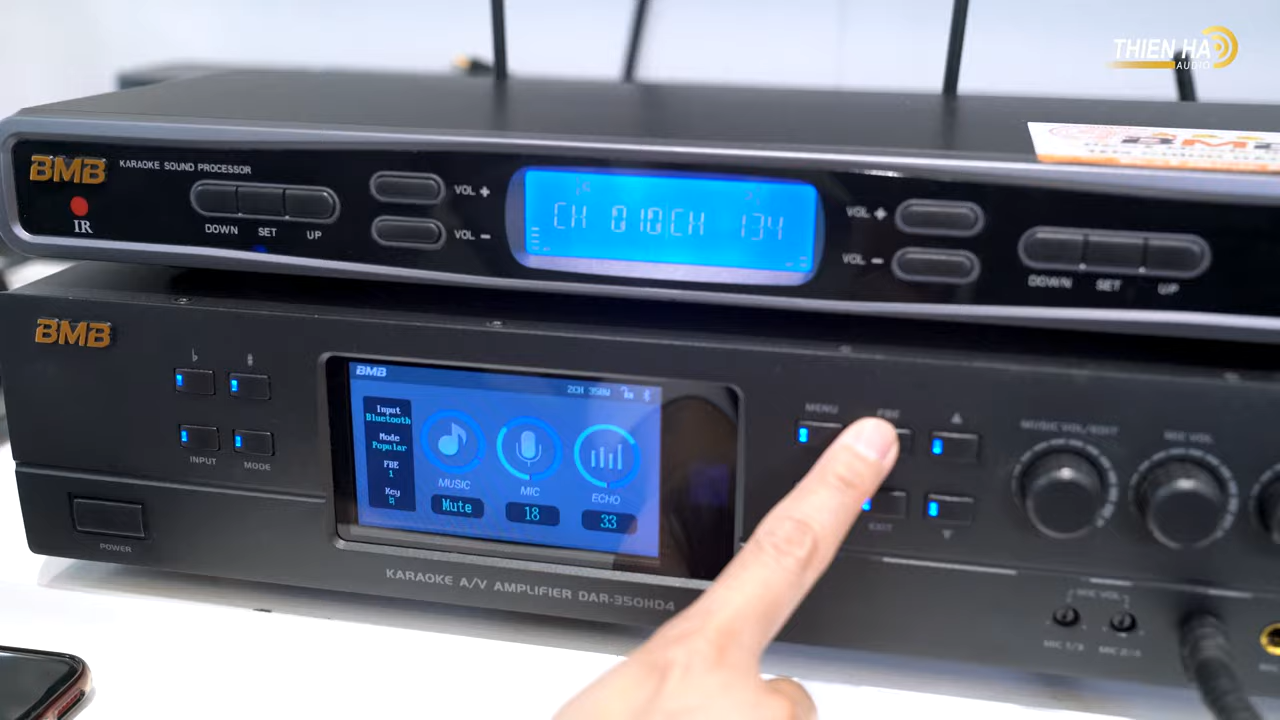 THIEN HA
AUDIO
BMB
KARAOKE SOUND PROCESSOR
IR
DOWN SET UP
VOL +
VOL -
CH 010 CH 134
VOL +
VOL -
DOWN SET UP
BMB
♭ #
INPUT MODE
POWER
BMB
2CH 350W
Input
Bluetooth
Mode
Popular
FBE
1
Key
♮
MUSIC MIC ECHO
Mute 18 33
KARAOKE A/V AMPLIFIER DAR-350HD4
MENU FBE ▲
EXIT ▼
MUSIC VOL/EDIT MIC VOL
MIC VOL
MIC 1/3 MIC 2/4